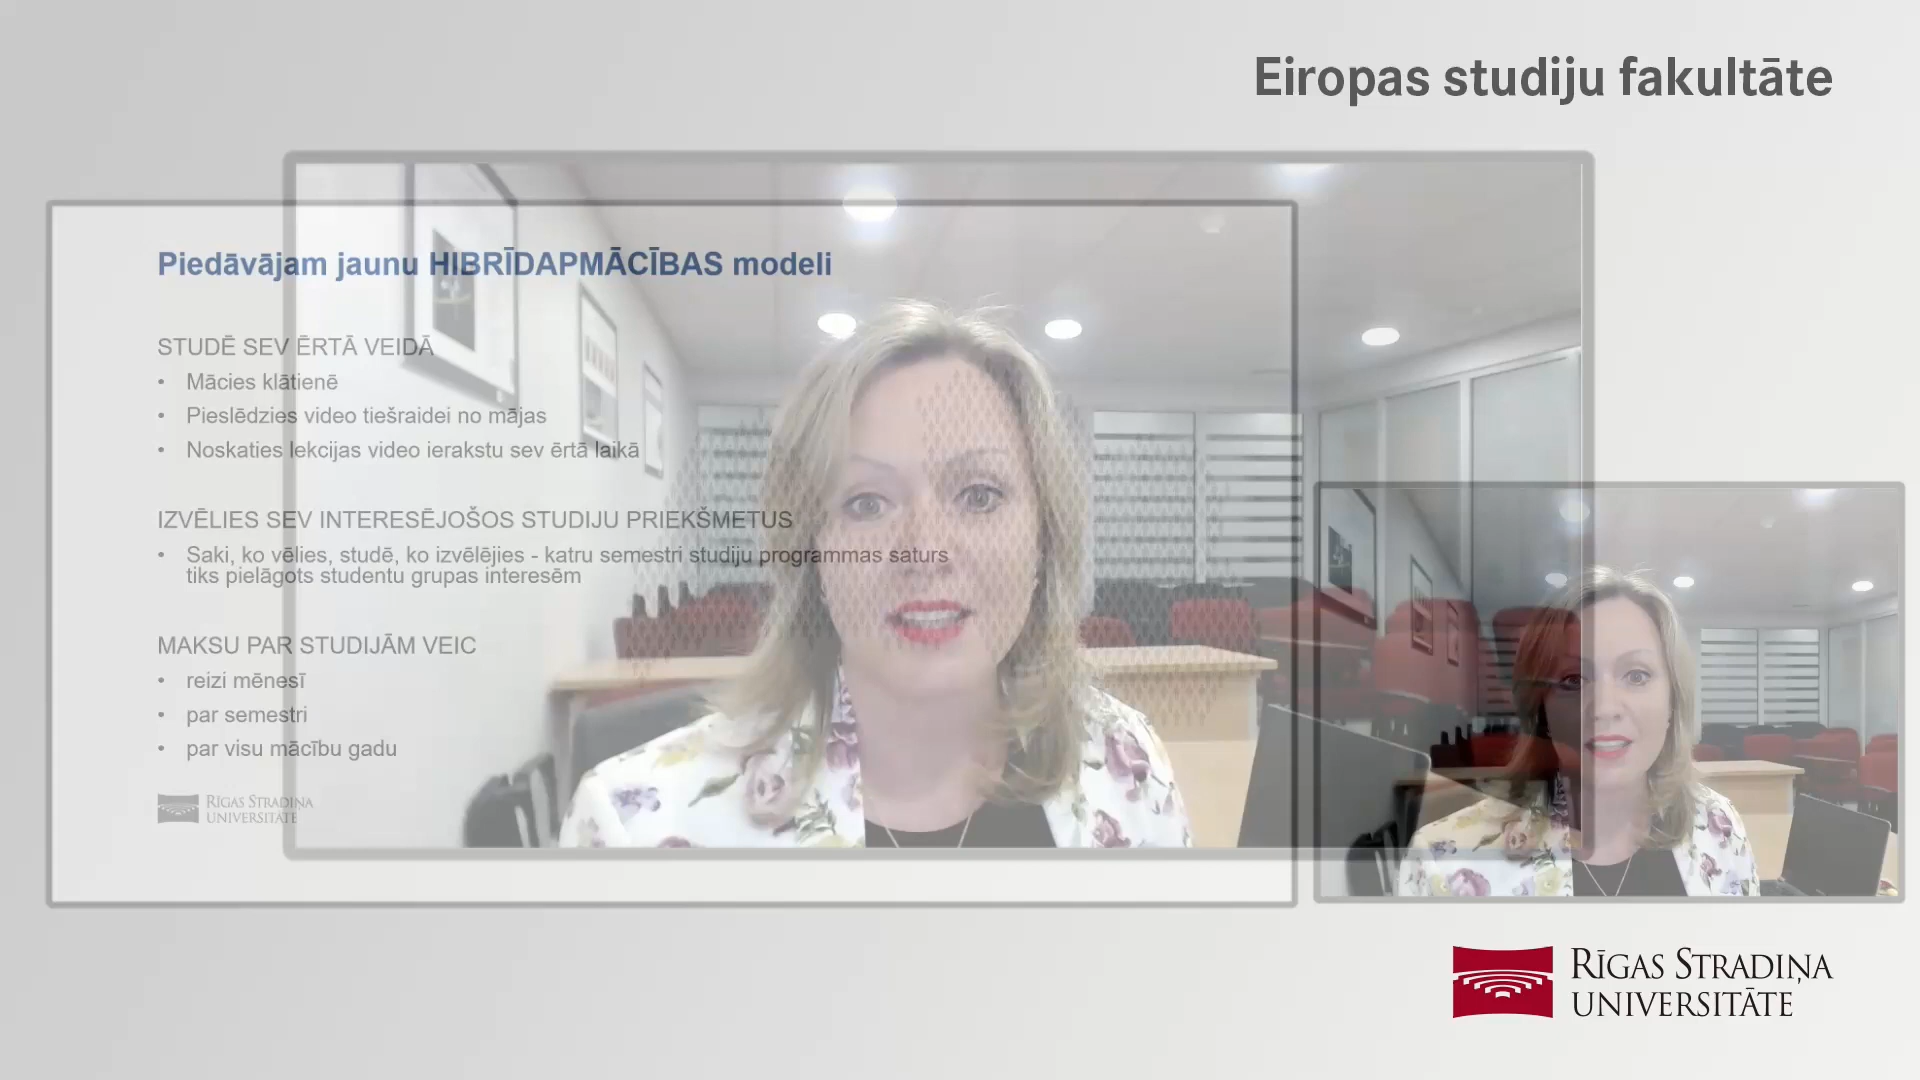 Eiropas studiju fakultāte
Piedāvājam jaunu HIBRĪDAPMĀCĪBAS modeli
STUDĒ SEV ĒRTĀ VEIDĀ
• Mācies klātienē
• Pieslēdzies video tiešraidei no mājas
• Noskaties lekcijas video ierakstu sev ērtā laikā
IZVĒLIES SEV INTERESĒJOŠOS STUDIJU PRIEKŠMETUS
• Saki, ko vēlies, studē, ko izvēlējies - katru semestri studiju programmas saturs
tiks pielāgots studentu grupas interesēm
MAKSU PAR STUDIJĀM VEIC
• reizi mēnesī
• par semestri
• par visu mācību gadu
RĪGAS STRADIŅA
UNIVERSITĀTE
RĪGAS STRADIŅA
UNIVERSITĀTE